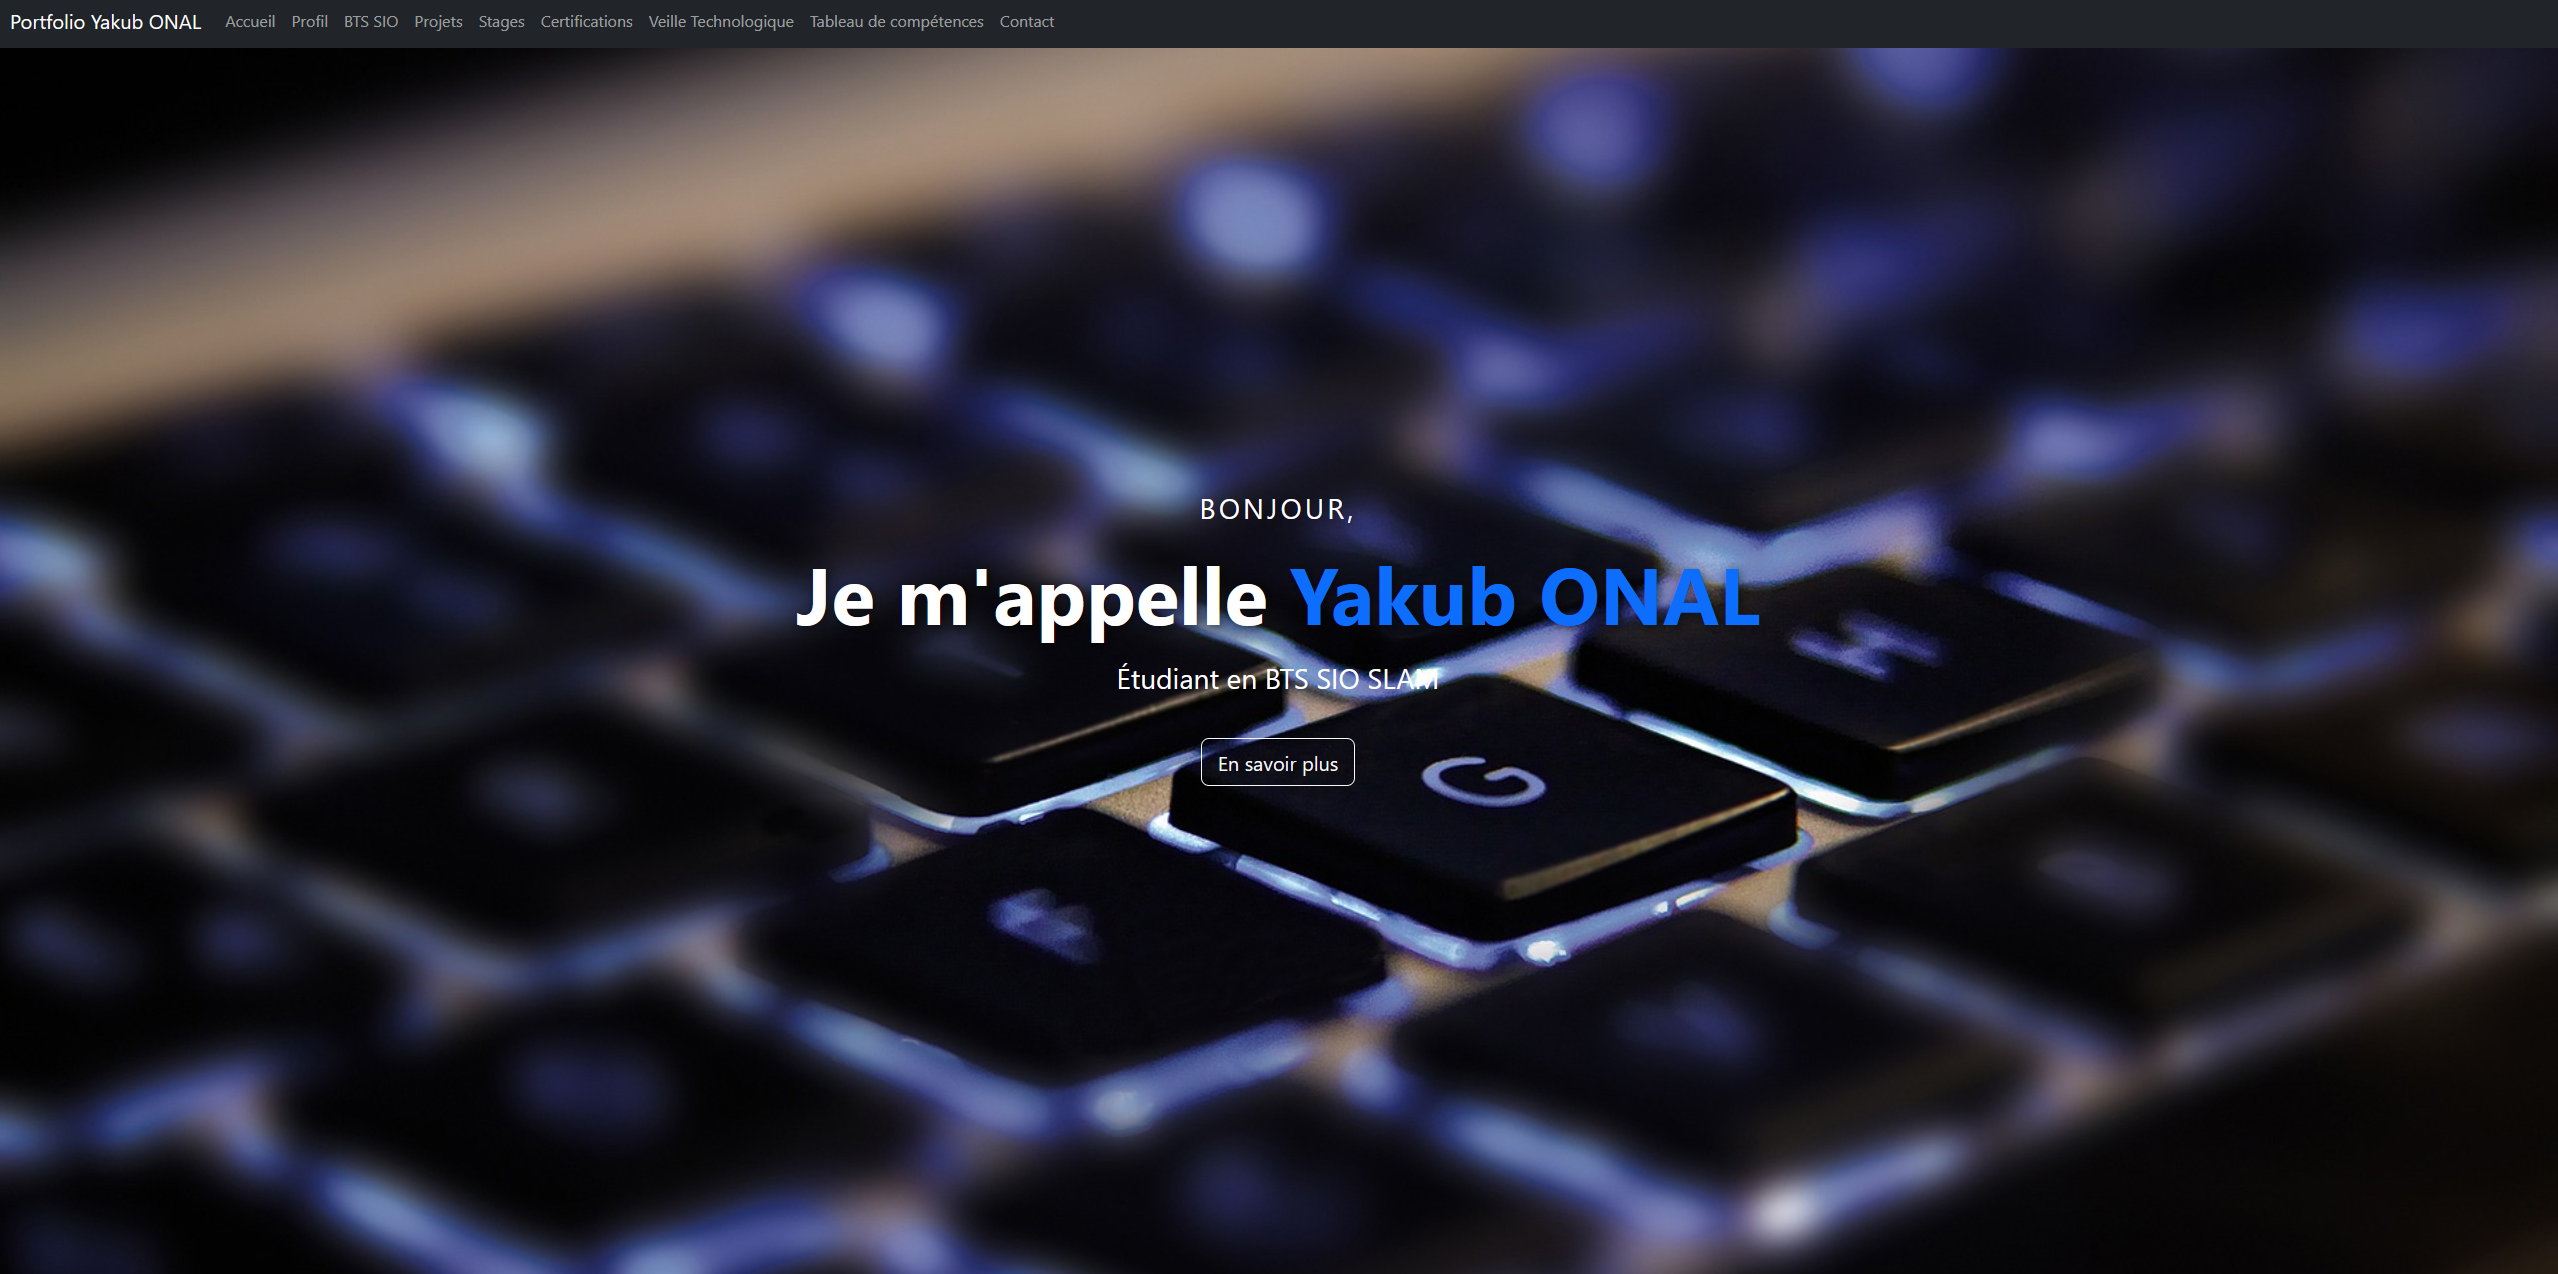 Portfolio Yakub ONAL Accueil Profil BTS SIO Projets Stages Certifications Veille Technologique Tableau de compétences Contact
BONJOUR,
Je m'appelle Yakub ONAL
Étudiant en BTS SIO SLAM
En savoir plus
H
G